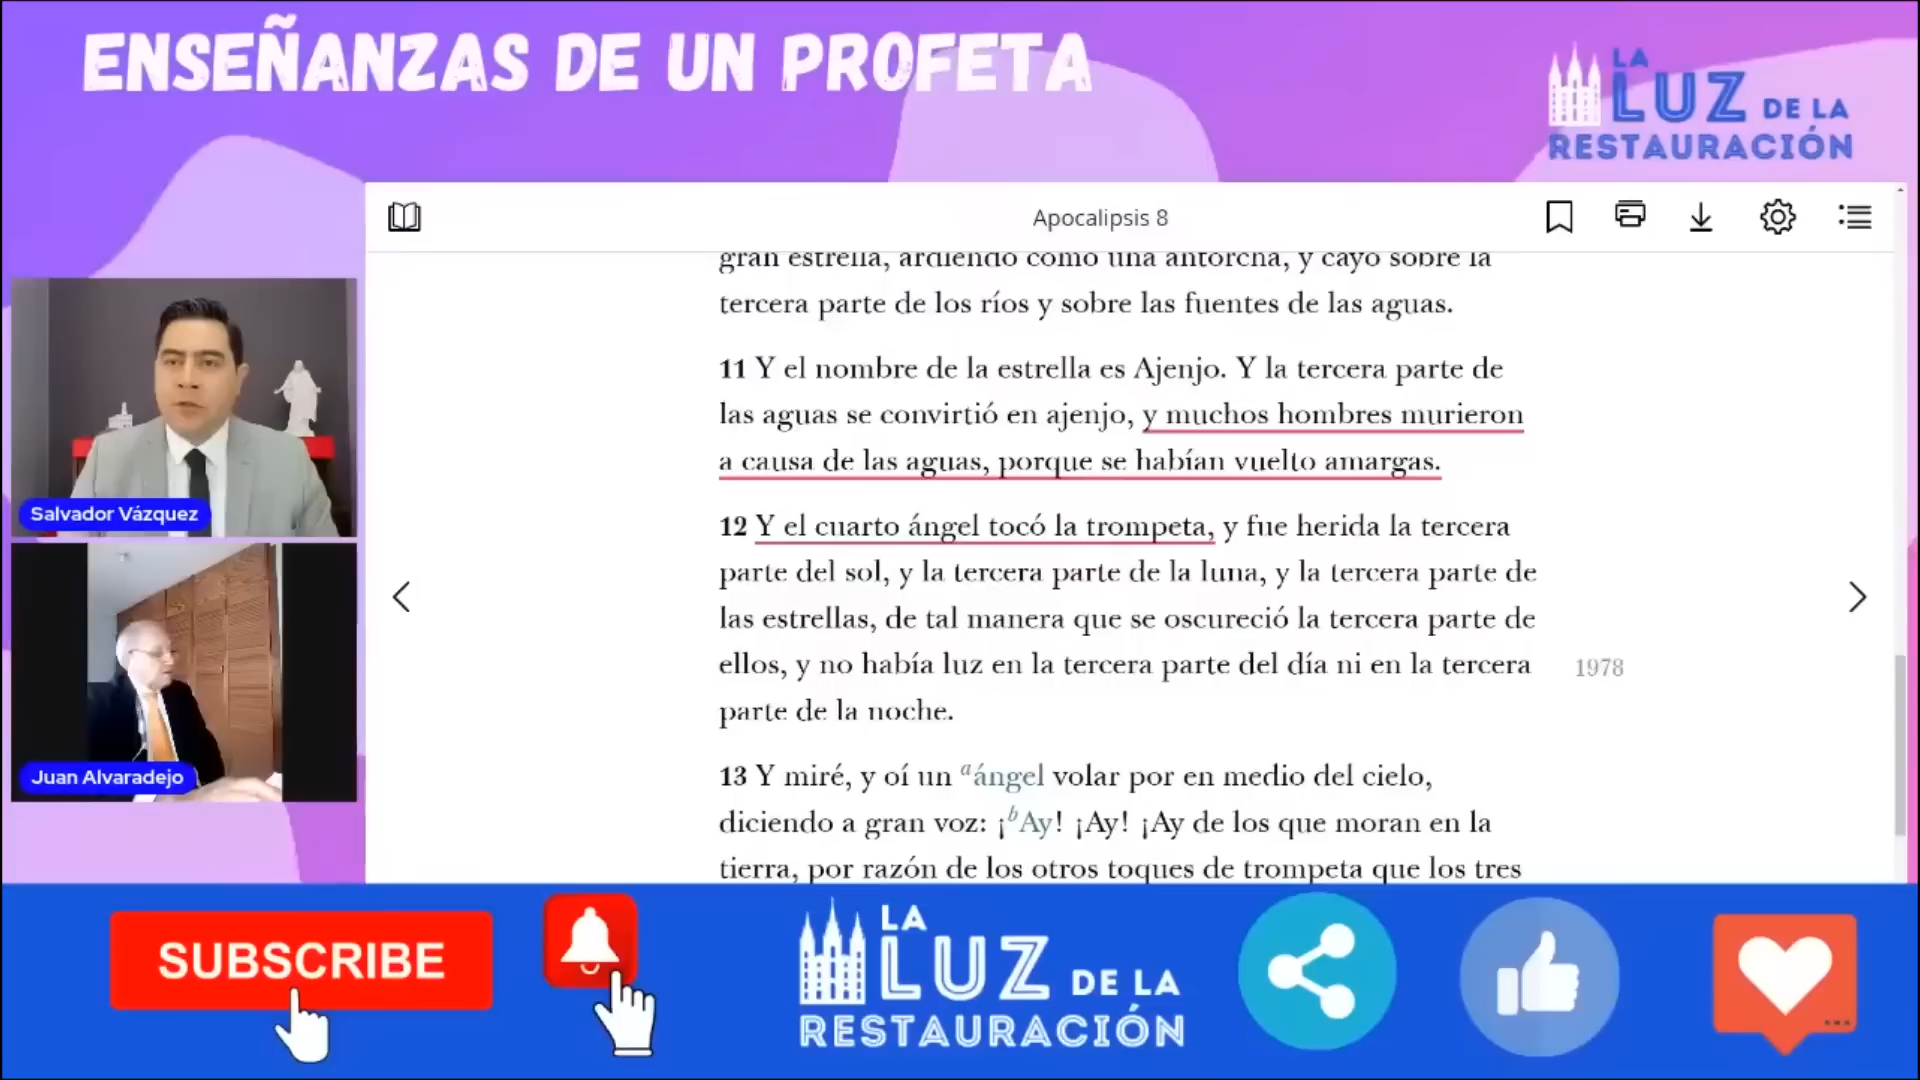 ENSEÑANZAS DE UN PROFETA
LA
LUZ DE LA
RESTAURACIÓN
Apocalipsis 8
gran estrella, ardiendo como una antorcha, y cayó sobre la
tercera parte de los ríos y sobre las fuentes de las aguas.
11 Y el nombre de la estrella es Ajenjo. Y la tercera parte de
las aguas se convirtió en ajenjo, y muchos hombres murieron
a causa de las aguas, porque se habían vuelto amargas.
12 Y el cuarto ángel tocó la trompeta, y fue herida la tercera
parte del sol, y la tercera parte de la luna, y la tercera parte de
las estrellas, de tal manera que se oscureció la tercera parte de
ellos, y no había luz en la tercera parte del día ni en la tercera
parte de la noche.
1978
13 Y miré, y oí un a ángel volar por en medio del cielo,
diciendo a gran voz: ¡b Ay! ¡Ay! ¡Ay de los que moran en la
tierra, por razón de los otros toques de trompeta que los tres
Salvador Vázquez
Juan Alvaradejo
SUBSCRIBE
LA
LUZ DE LA
RESTAURACIÓN